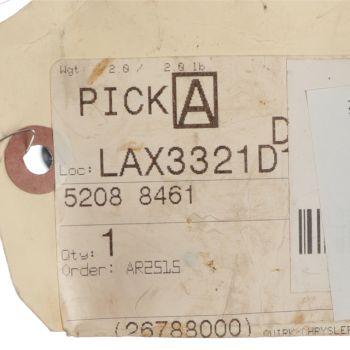 Wgt 2.0 / 2.0 lb
PICK A
D
Loc: LAX3321D
5208 8461
Qty: 1
Order: AR2515
(26788000) QUIRK-CHRYSLER